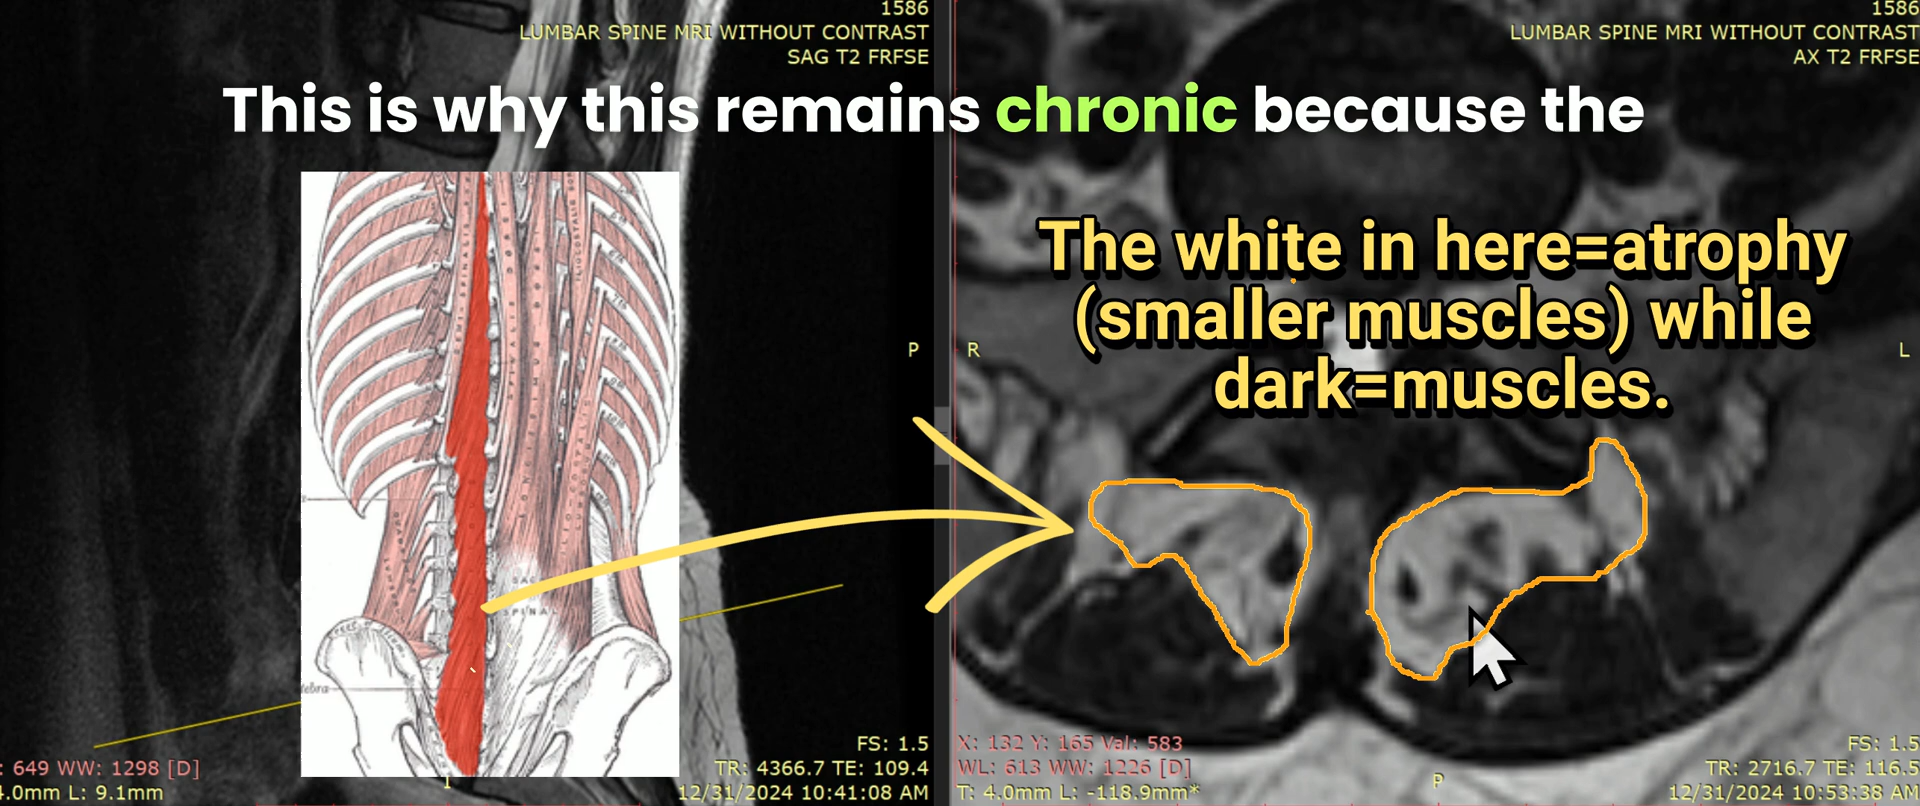 1586
LUMBAR SPINE MRI WITHOUT CONTRAST
SAG T2 FRFSE
1586
LUMBAR SPINE MRI WITHOUT CONTRAST
AX T2 FRFSE
This is why this remains chronic because the
The white in here=atrophy
(smaller muscles) while
dark=muscles.
P
R
L
SPINAL
tebra
FS: 1.5
: 649 WW: 1298 [D]
TR: 4366.7 TE: 109.4
4.0mm L: 9.1mm
I
12/31/2024 10:41:08 AM
X: 132 Y: 165 Val: 583
WL: 613 WW: 1226 [D]
T: 4.0mm L: -118.9mm*
P
FS: 1.5
TR: 2716.7 TE: 116.5
12/31/2024 10:53:38 AM